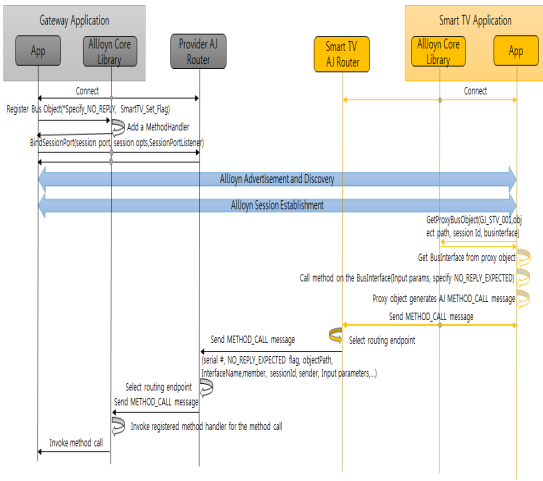 Gateway Application
Smart TV Application
App
AllJoyn Core
Library
Provider AJ
Router
Smart TV
AJ Router
AllJoyn Core
Library
App
Connect
Connect
Register Bus Object(*Specify_NO_REPLY, SmartTV_Set_Flag)
Add a MethodHandler
BindSessionPort(session port, session opts,SessionPortListener)
AllJoyn Advertisement and Discovery
AllJoyn Session Establishment
GetProxyBusObject(GJ_STV_001,obj
ect path, session Id, businterface)
Get BusInterface from proxy object
Call method on the BusInterface(Input params, specify NO_REPLY_EXPECTED)
Proxy object generates AJ METHOD_CALL message
Send METHOD_CALL message
Select routing endpoint
Send METHOD_CALL message
(serial #, NO_REPLY_EXPECTED flag, objectPath,
InterfaceName,member, sessionId, sender, Input parameters,...)
Select routing endpoint
Send METHOD_CALL message
Invoke registered method handler for the method call
Invoke method call